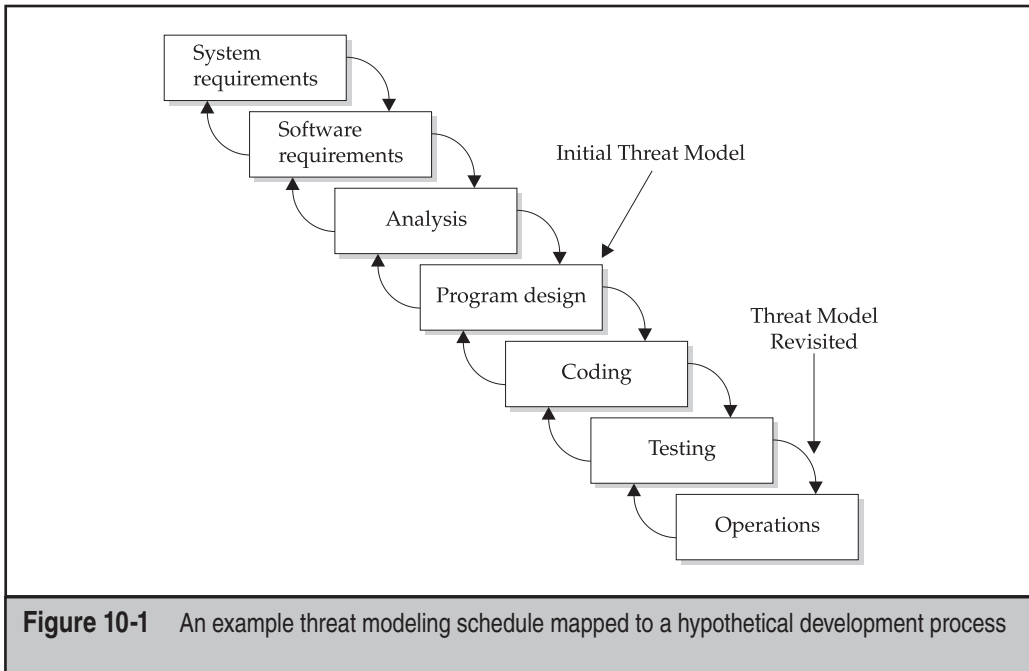 System
requirements
Software
requirements
Initial Threat Model
Analysis
Program design
Threat Model
Revisited
Coding
Testing
Operations
Figure 10-1 An example threat modeling schedule mapped to a hypothetical development process